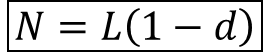 N = L(1 − d)